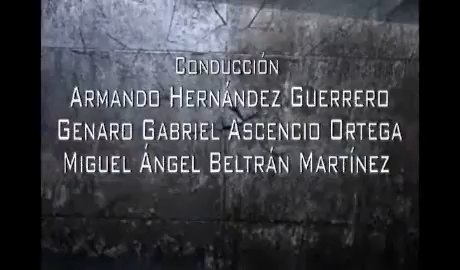 Conducción
Armando Hernández Guerrero
Genaro Gabriel Ascencio Ortega
Miguel Ángel Beltrán Martínez